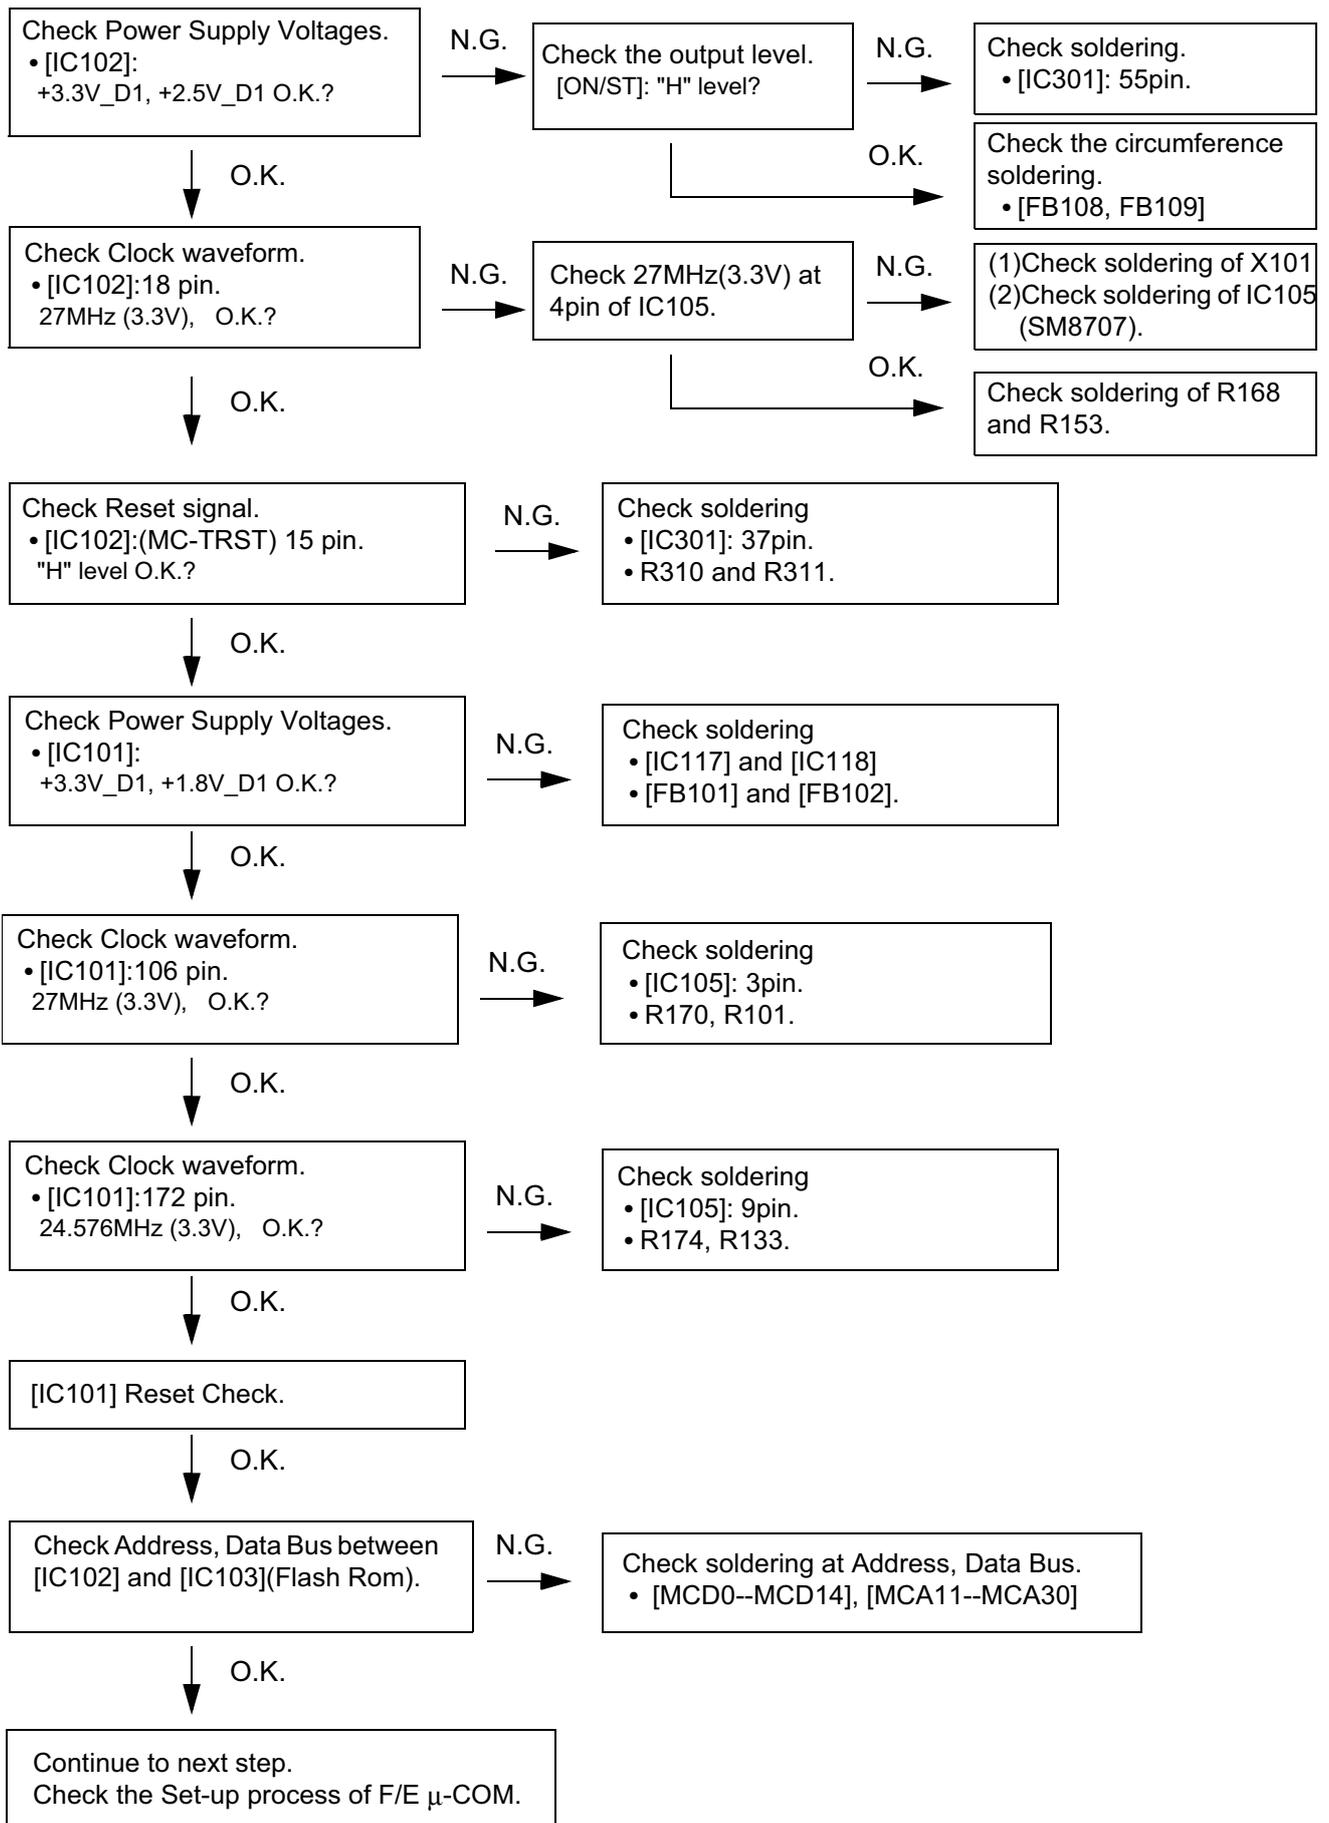 Check Power Supply Voltages.
• [IC102]:
+3.3V_D1, +2.5V_D1 O.K.?
N.G.
Check the output level.
[ON/ST]: "H" level?
N.G.
Check soldering.
• [IC301]: 55pin.
O.K.
Check the circumference
soldering.
• [FB108, FB109]
O.K.
Check Clock waveform.
• [IC102]:18 pin.
27MHz (3.3V), O.K.?
N.G.
Check 27MHz(3.3V) at
4pin of IC105.
N.G.
(1)Check soldering of X101
(2)Check soldering of IC105
(SM8707).
O.K.
Check soldering of R168
and R153.
O.K.
Check Reset signal.
• [IC102]:(MC-TRST) 15 pin.
"H" level O.K.?
N.G.
Check soldering
• [IC301]: 37pin.
• R310 and R311.
O.K.
Check Power Supply Voltages.
• [IC101]:
+3.3V_D1, +1.8V_D1 O.K.?
N.G.
Check soldering
• [IC117] and [IC118]
• [FB101] and [FB102].
O.K.
Check Clock waveform.
• [IC101]:106 pin.
27MHz (3.3V), O.K.?
N.G.
Check soldering
• [IC105]: 3pin.
• R170, R101.
O.K.
Check Clock waveform.
• [IC101]:172 pin.
24.576MHz (3.3V), O.K.?
N.G.
Check soldering
• [IC105]: 9pin.
• R174, R133.
O.K.
[IC101] Reset Check.
O.K.
Check Address, Data Bus between
[IC102] and [IC103](Flash Rom).
N.G.
Check soldering at Address, Data Bus.
• [MCD0--MCD14], [MCA11--MCA30]
O.K.
Continue to next step.
Check the Set-up process of F/E μ-COM.